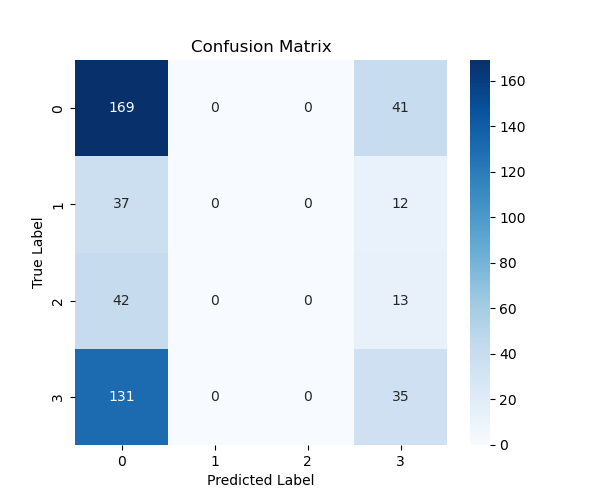 Confusion Matrix
True Label
0 169 0 0 41
1 37 0 0 12
2 42 0 0 13
3 131 0 0 35
0 1 2 3
Predicted Label
160
140
120
100
80
60
40
20
0